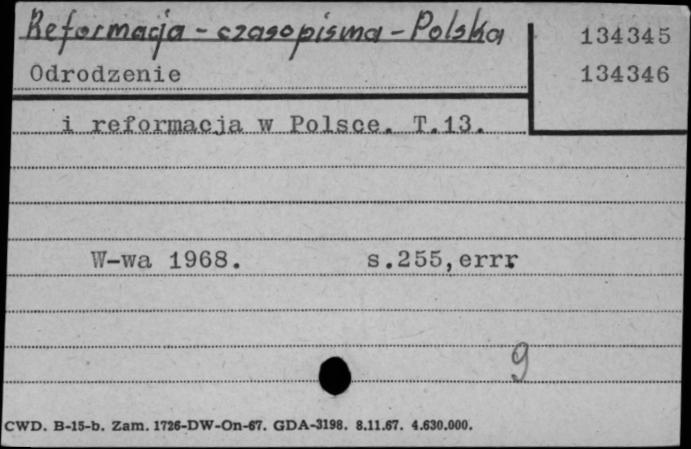 Reformacja - czasopisma - Polska
134345
Odrodzenie
134346
i reformacja w Polsce. T.13.
W-wa 1968. s.255,errr
9
CWD. B-15-b. Zam. 1726-DW-On-67. GDA-3198. 8.11.67. 4.630.000.